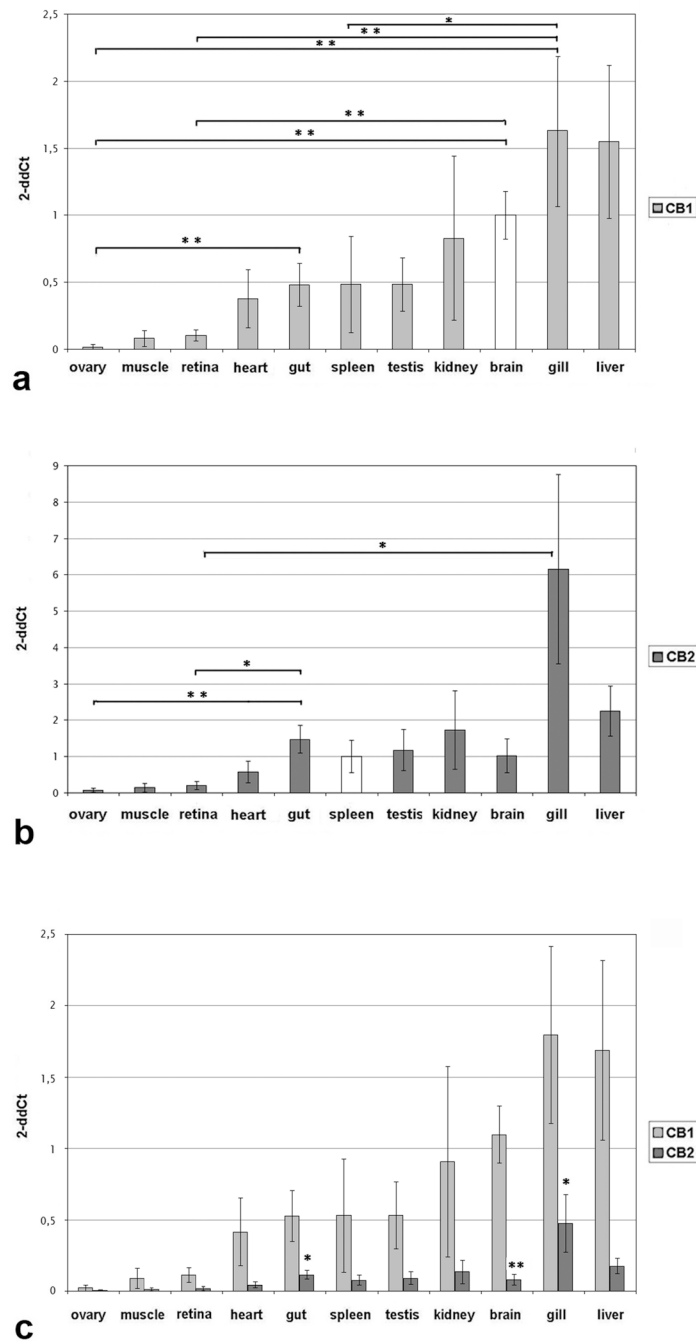 2,5
*
* *
* *
2
* *
1,5
* *
2-ddCt
1
CB1
* *
0,5
0
ovary muscle retina heart gut spleen testis kidney brain gill liver
a
9
8
7
*
6
5
2-ddCt
4
CB2
*
3
* *
2
1
0
ovary muscle retina heart gut spleen testis kidney brain gill liver
b
2,5
2
1,5
2-ddCt
CB1
CB2
1
*
0,5
* **
0
ovary muscle retina heart gut spleen testis kidney brain gill liver
c